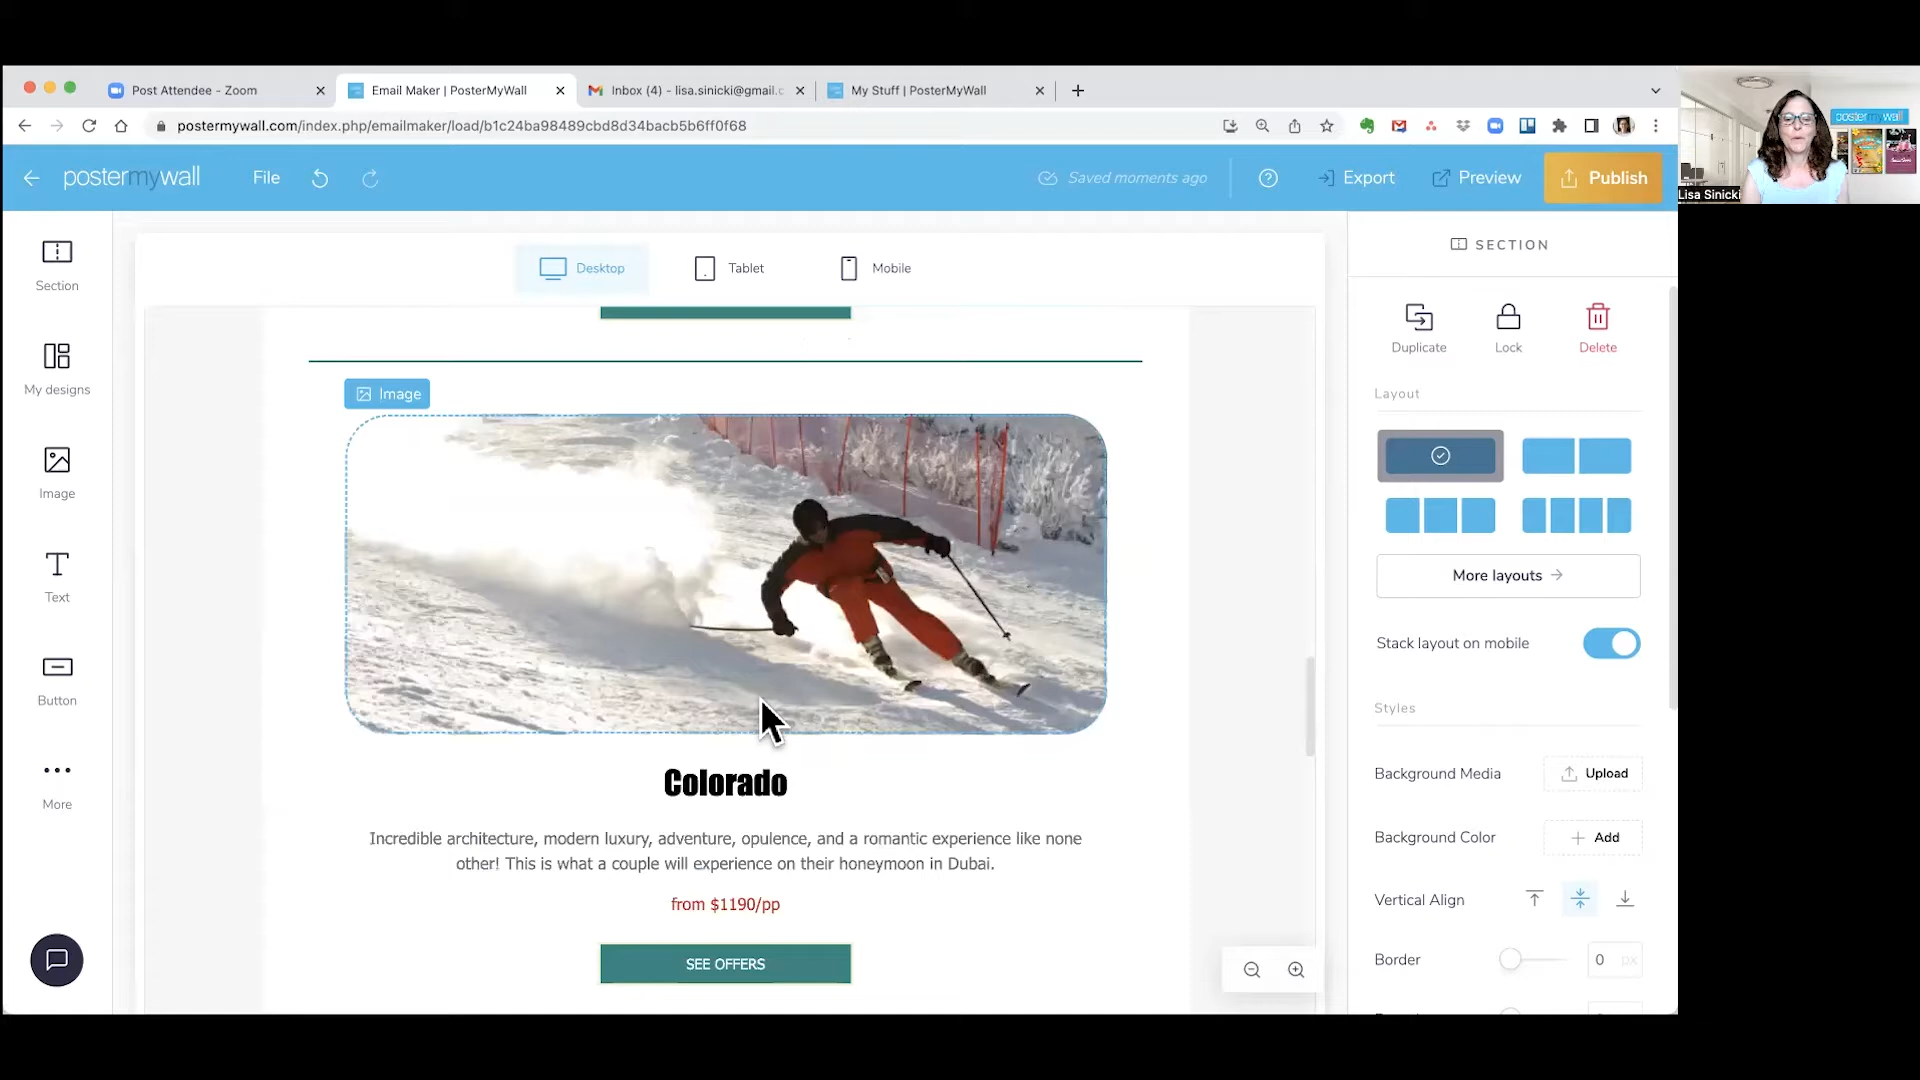 Post Attendee - Zoom
Email Maker | PosterMyWall
Inbox (4) - lisa.sinicki@gmail.c
My Stuff | PosterMyWall
postermywall.com/index.php/emailmaker/load/b1c24ba98489cbd8d34bacb5b6ff0f68
postermywall
File
Saved moments ago
Export
Preview
Publish
postermywall
Lisa Sinicki
Section
My designs
Image
Text
Button
More
Desktop
Tablet
Mobile
Image
Colorado
Incredible architecture, modern luxury, adventure, opulence, and a romantic experience like none
other! This is what a couple will experience on their honeymoon in Dubai.
from $1190/pp
SEE OFFERS
SECTION
Duplicate
Lock
Delete
Layout
More layouts
Stack layout on mobile
Styles
Background Media
Upload
Background Color
Add
Vertical Align
Border
0 px